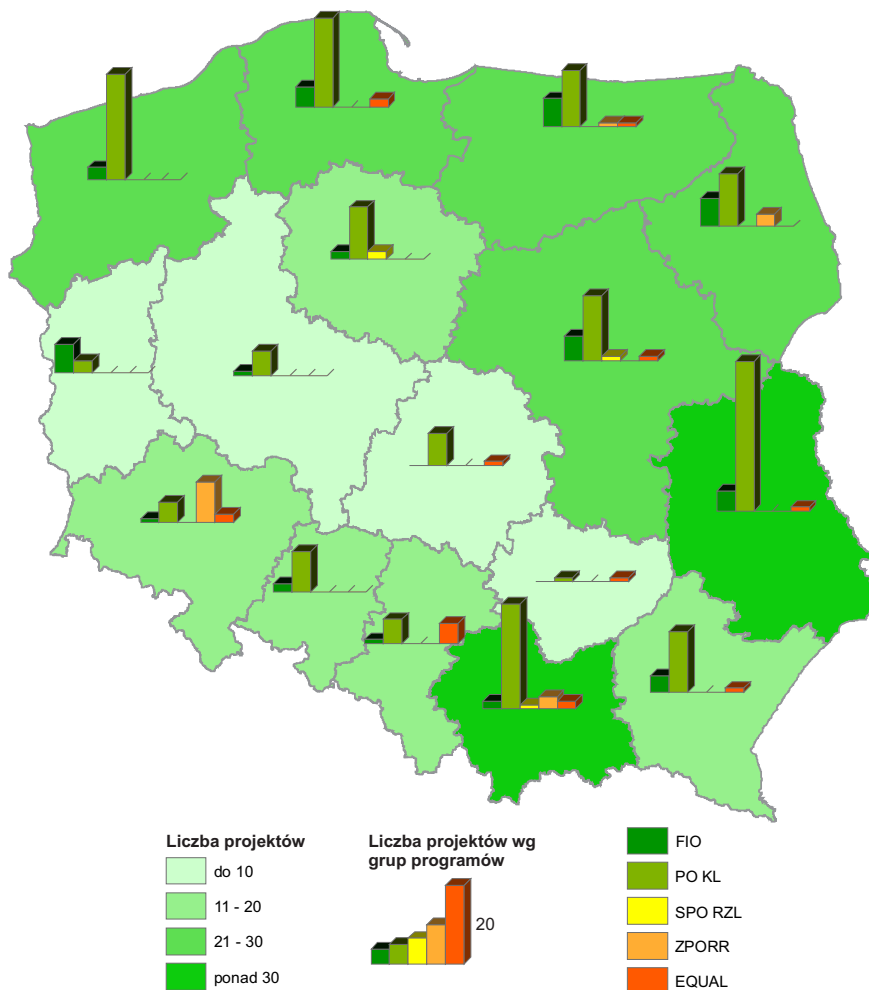 Liczba projektów
do 10
11 - 20
21 - 30
ponad 30
Liczba projektów wg
grup programów
20
FIO
PO KL
SPO RZL
ZPORR
EQUAL